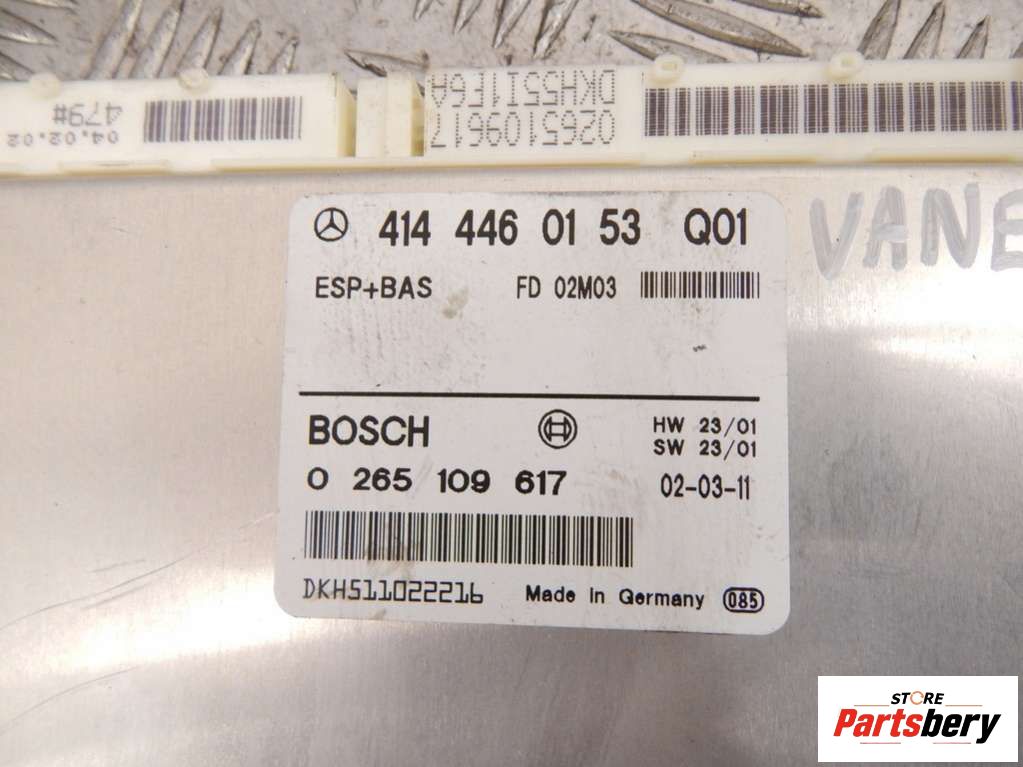 479#
04.02.02
DKH55I1F6A
0265109617
414 446 01 53 Q01
ESP+BAS FD 02M03
VANE
BOSCH
HW 23/01
SW 23/01
0 265 109 617 02-03-11
DKH511022216 Made in Germany 085
STORE
Partsbery